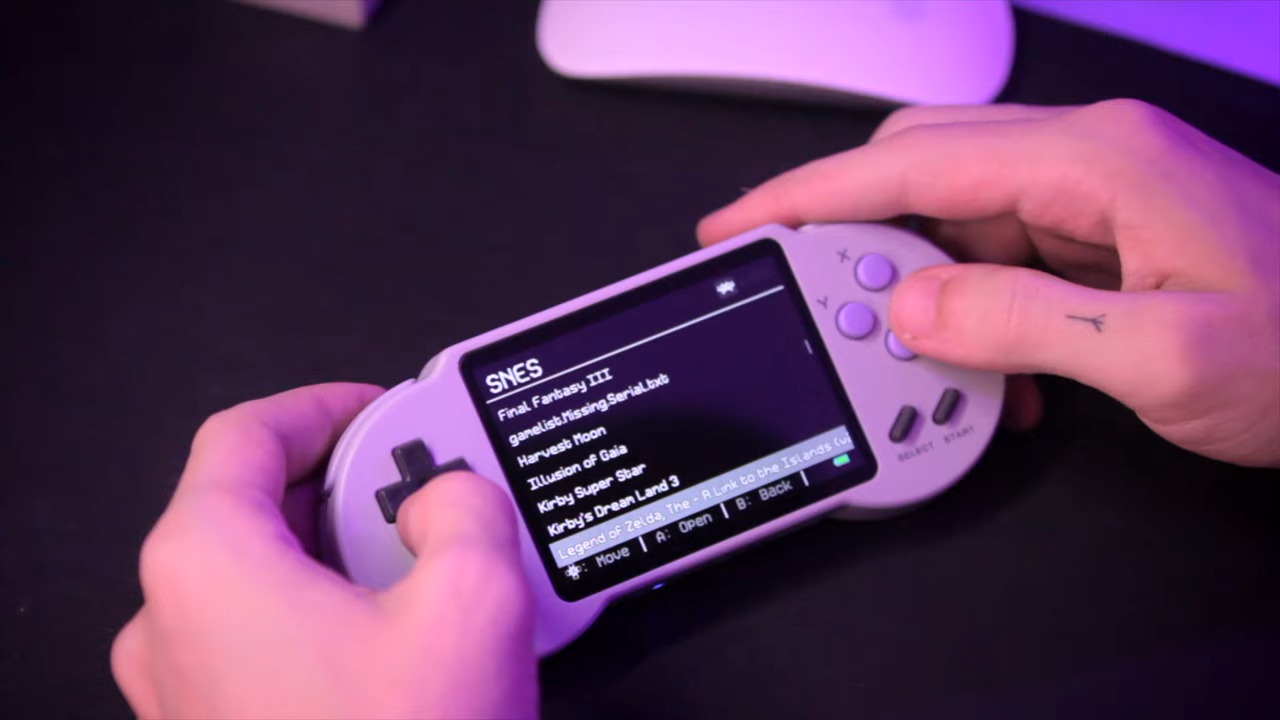 X
Y
SNES
Final Fantasy III
gamelist.Missing.Serial.txt
Harvest Moon
Illusion of Gaia
Kirby Super Star
Kirby's Dream Land 3
Legend of Zelda, The - A Link to the Islands (v
: Move | A: Open | B: Back |
SELECT START